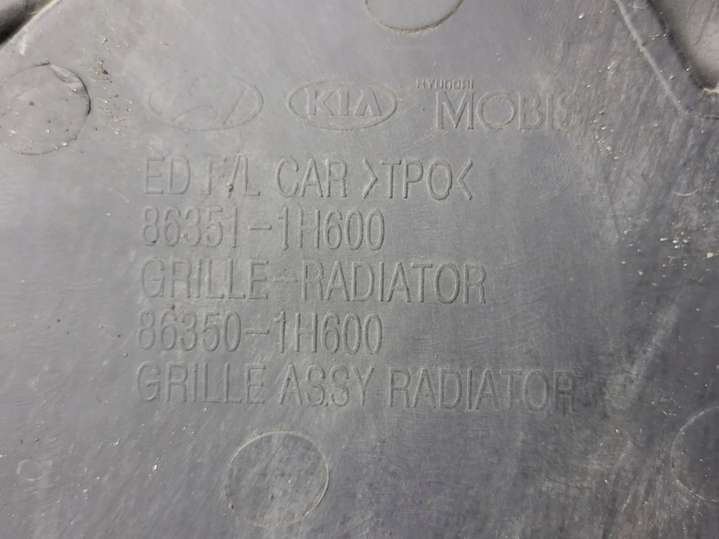 KIA
HYUNDAI
MOBIS
ED F/L CAR >TPO<
86351-1H600
GRILLE-RADIATOR
86350-1H600
GRILLE ASSY RADIATOR